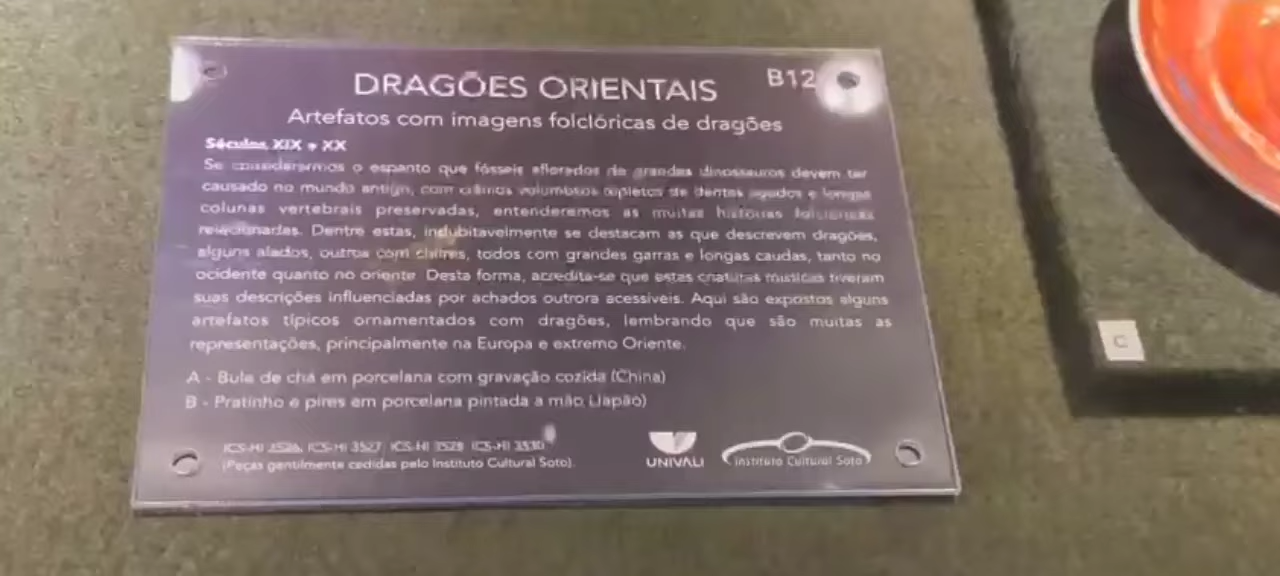 DRAGÕES ORIENTAIS
B12
Artefatos com imagens folclóricas de dragões
Séculos XIX e XX
Se considerarmos o espanto que fósseis aflorados de grandes dinossauros devem ter
causado no mundo antigo, com crânios volumosos repletos de dentes agudos e longas
colunas vertebrais preservadas, entenderemos as muitas histórias folclóricas
relacionadas. Dentre estas, indubitavelmente se destacam as que descrevem dragões,
alguns alados, outros com chifres, todos com grandes garras e longas caudas, tanto no
ocidente quanto no oriente. Desta forma, acredita-se que estas criaturas místicas tiveram
suas descrições influenciadas por achados outrora acessíveis. Aqui são expostos alguns
artefatos típicos ornamentados com dragões, lembrando que são muitas as
representações, principalmente na Europa e extremo Oriente.
A - Bule de chá em porcelana com gravação cozida (China)
B - Pratinho e pires em porcelana pintada a mão (Japão)
ICS-HI 3526, ICS-HI 3527, ICS-HI 3528, ICS-HI 3530
(Peças gentilmente cedidas pelo Instituto Cultural Soto).
UNIVALI
Instituto Cultural Soto
C